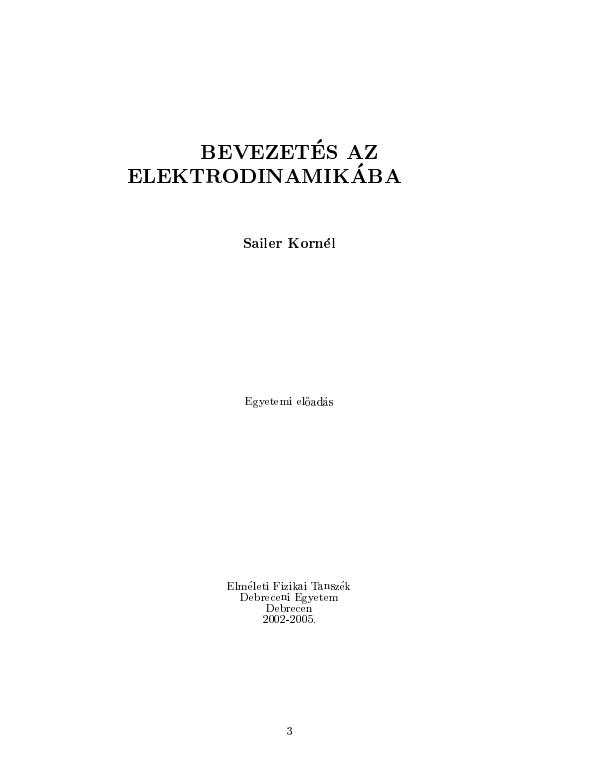 BEVEZETÉS AZ
ELEKTRODINAMIKÁBA
Sailer Kornél
Egyetemi előadás
Elméleti Fizikai Tanszék
Debreceni Egyetem
Debrecen
2002-2005.
3